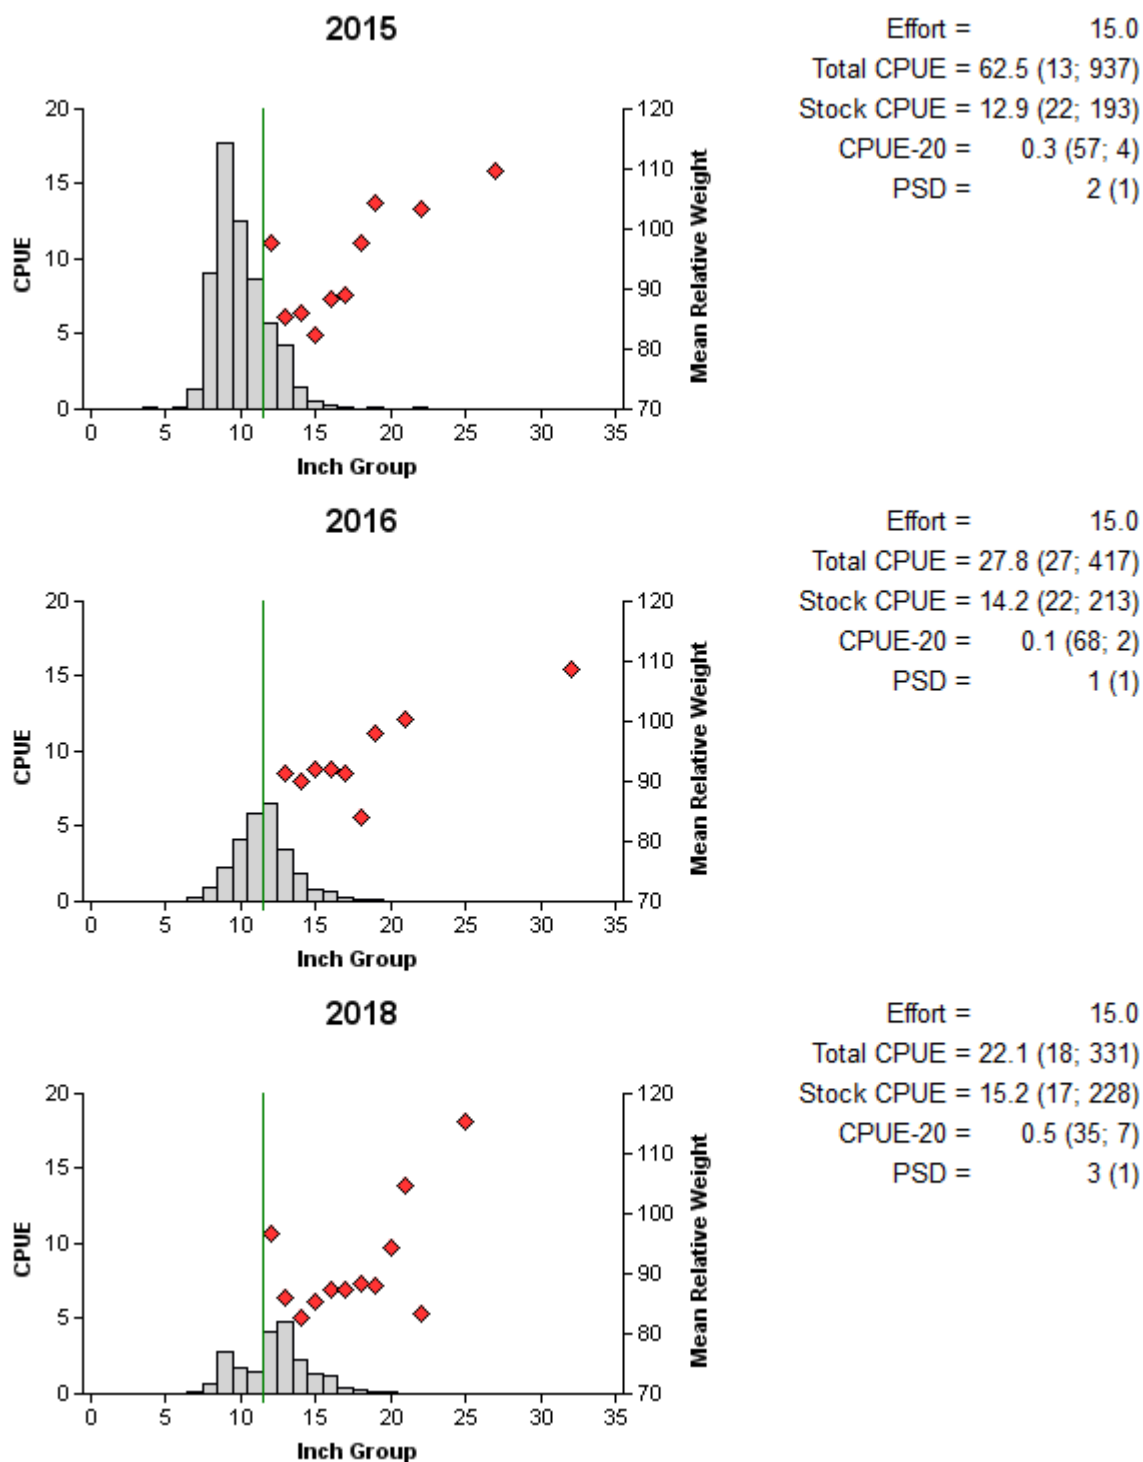 2015
Effort = 15.0
Total CPUE = 62.5 (13; 937)
Stock CPUE = 12.9 (22; 193)
CPUE-20 = 0.3 (57; 4)
PSD = 2 (1)
20 120
15 110
100
10 90
5 80
0 70
CPUE
Mean Relative Weight
0 5 10 15 20 25 30 35
Inch Group
2016
Effort = 15.0
Total CPUE = 27.8 (27; 417)
Stock CPUE = 14.2 (22; 213)
CPUE-20 = 0.1 (68; 2)
PSD = 1 (1)
20 120
15 110
100
10 90
5 80
0 70
CPUE
Mean Relative Weight
0 5 10 15 20 25 30 35
Inch Group
2018
Effort = 15.0
Total CPUE = 22.1 (18; 331)
Stock CPUE = 15.2 (17; 228)
CPUE-20 = 0.5 (35; 7)
PSD = 3 (1)
20 120
15 110
100
10 90
5 80
0 70
CPUE
Mean Relative Weight
0 5 10 15 20 25 30 35
Inch Group